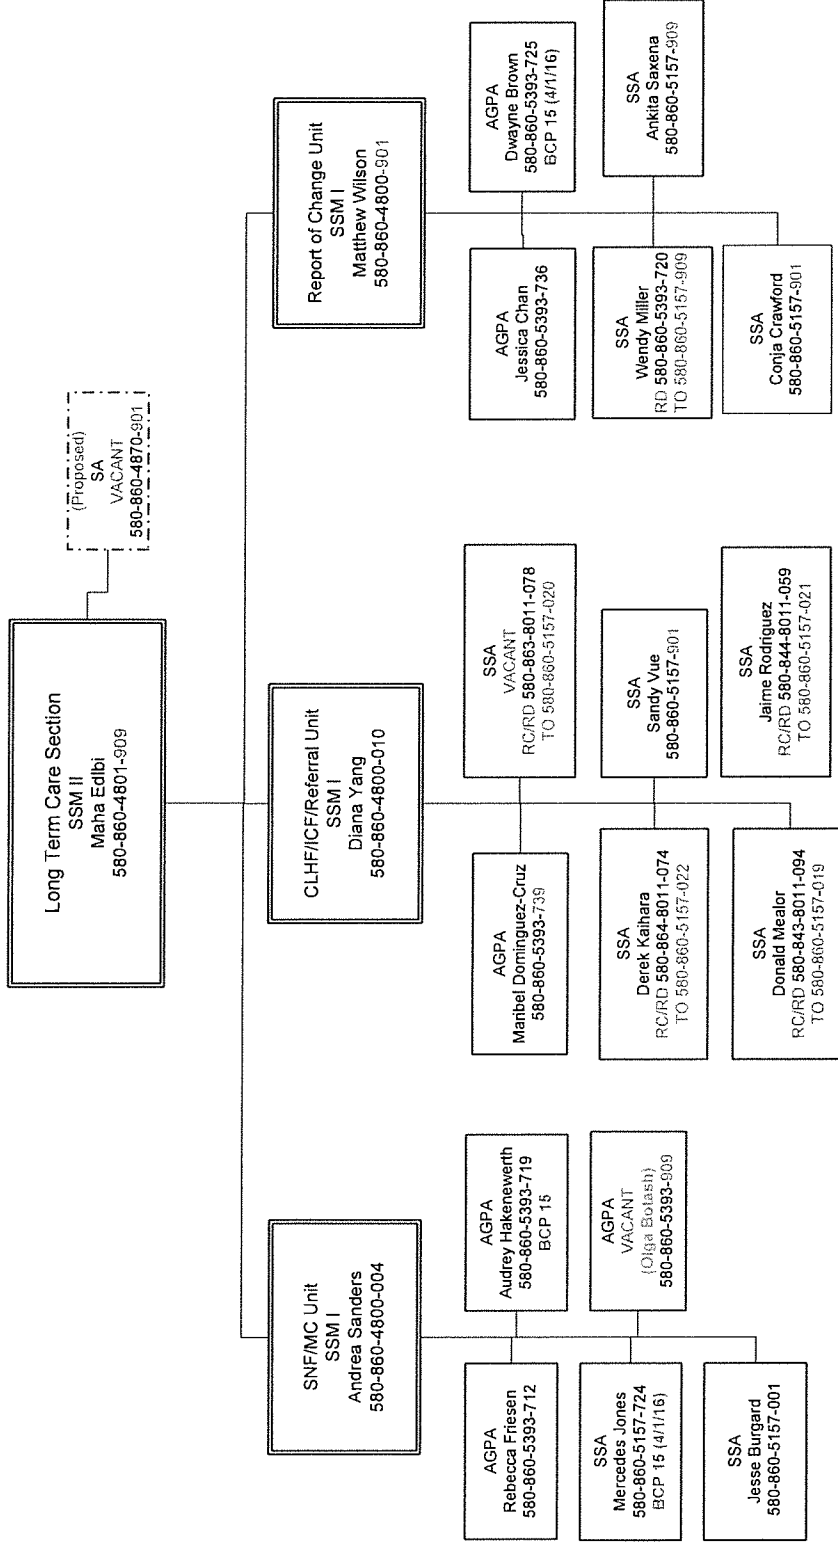 Long Term Care Section
SSM II
Maha Edlbi
580-860-4801-909
(Proposed)
SA
VACANT
580-860-4870-901
SNF/MC Unit
SSM I
Andrea Sanders
580-860-4800-004
AGPA
Rebecca Friesen
580-860-5393-712
AGPA
Audrey Hakenewerth
580-860-5393-719
BCP 15
SSA
Mercedes Jones
580-860-5157-724
BCP 15 (4/1/16)
AGPA
VACANT
(Olga Botash)
580-860-5393-909
SSA
Jesse Burgard
580-860-5157-001
CLHF/ICF/Referral Unit
SSM I
Diana Yang
580-860-4800-010
AGPA
Maribel Dominguez-Cruz
580-860-5393-739
SSA
VACANT
RC/RD 580-863-8011-078
TO 580-860-5157-020
SSA
Derek Kaihara
RC/RD 580-864-8011-074
TO 580-860-5157-022
SSA
Sandy Vue
580-860-5157-901
SSA
Donald Mealor
RC/RD 580-843-8011-094
TO 580-860-5157-019
SSA
Jaime Rodriguez
RC/RD 580-844-8011-059
TO 580-860-5157-021
Report of Change Unit
SSM I
Matthew Wilson
580-860-4800-901
AGPA
Jessica Chan
580-860-5393-736
AGPA
Dwayne Brown
580-860-5393-725
BCP 15 (4/1/16)
SSA
Wendy Miller
RD 580-860-5393-720
TO 580-860-5157-909
SSA
Ankita Saxena
580-860-5157-909
SSA
Conja Crawford
580-860-5157-901